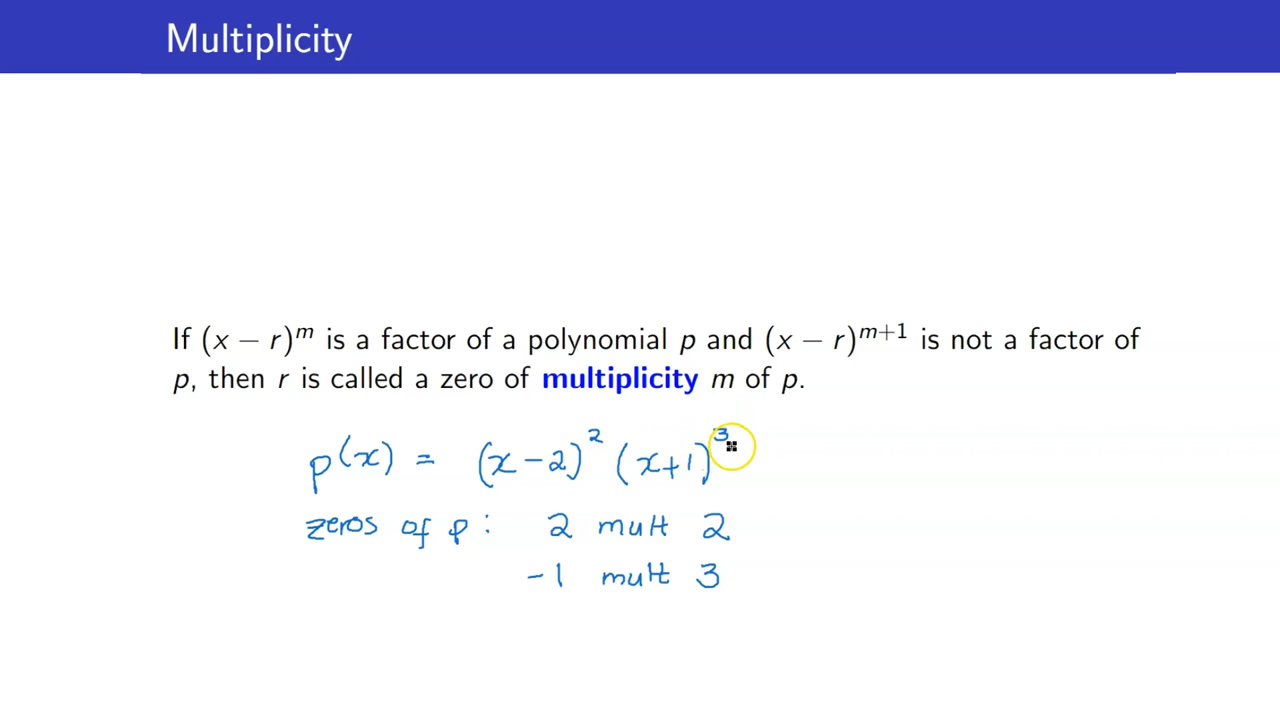 Multiplicity
If (x − r)^m is a factor of a polynomial p and (x − r)^{m+1} is not a factor of
p, then r is called a zero of multiplicity m of p.
p(x) = (x−2)^2 (x+1)^3
zeros of p : 2 mult 2
-1 mult 3